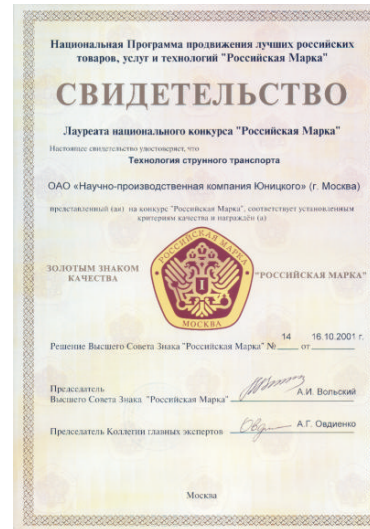 Национальная Программа продвижения лучших российских
товаров, услуг и технологий "Российская Марка"
СВИДЕТЕЛЬСТВО
Лауреата национального конкурса "Российская Марка"
Настоящее свидетельство удостоверяет, что
Технология струнного транспорта
ОАО «Научно-производственная компания Юницкого» (г. Москва)
представленный (ая) на конкурс "Российская Марка", соответствует установленным
критериям качества и награждён (а)
ЗОЛОТЫМ ЗНАКОМ
КАЧЕСТВА
РОССИЙСКАЯ МАРКА
МОСКВА
"РОССИЙСКАЯ МАРКА"
Решение Высшего Совета Знака "Российская Марка" № 14 от 16.10.2001 г.
Председатель
Высшего Совета Знака "Российская Марка" А.И. Вольский
Председатель Коллегии главных экспертов А.Г. Овдиенко
Москва